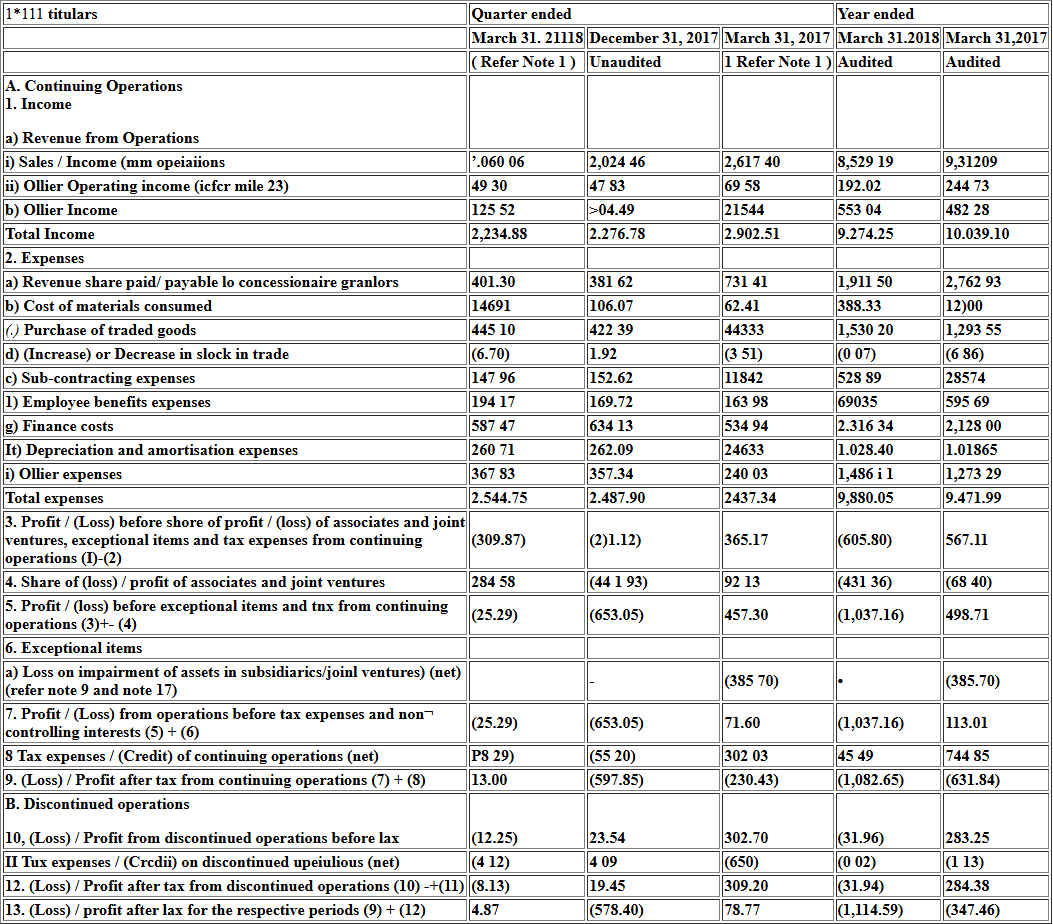 1*111 titulars Quarter ended Year ended
March 31. 21118 December 31, 2017 March 31, 2017 March 31.2018 March 31,2017
( Refer Note 1 ) Unaudited 1 Refer Note 1 ) Audited Audited
A. Continuing Operations
1. Income
a) Revenue from Operations
i) Sales / Income (mm opeiaiions ’.060 06 2,024 46 2,617 40 8,529 19 9,31209
ii) Ollier Operating income (icfcr mile 23) 49 30 47 83 69 58 192.02 244 73
b) Ollier Income 125 52 >04.49 21544 553 04 482 28
Total Income 2,234.88 2.276.78 2.902.51 9.274.25 10.039.10
2. Expenses
a) Revenue share paid/ payable lo concessionaire granlors 401.30 381 62 731 41 1,911 50 2,762 93
b) Cost of materials consumed 14691 106.07 62.41 388.33 12)00
(.) Purchase of traded goods 445 10 422 39 44333 1,530 20 1,293 55
d) (Increase) or Decrease in slock in trade (6.70) 1.92 (3 51) (0 07) (6 86)
c) Sub-contracting expenses 147 96 152.62 11842 528 89 28574
1) Employee benefits expenses 194 17 169.72 163 98 69035 595 69
g) Finance costs 587 47 634 13 534 94 2.316 34 2,128 00
It) Depreciation and amortisation expenses 260 71 262.09 24633 1.028.40 1.01865
i) Ollier expenses 367 83 357.34 240 03 1,486 i 1 1,273 29
Total expenses 2.544.75 2.487.90 2437.34 9,880.05 9.471.99
3. Profit / (Loss) before shore of profit / (loss) of associates and joint
ventures, exceptional items and tax expenses from continuing (309.87) (2)1.12) 365.17 (605.80) 567.11
operations (I)-(2)
4. Share of (loss) / profit of associates and joint ventures 284 58 (44 1 93) 92 13 (431 36) (68 40)
5. Profit / (loss) before exceptional items and tnx from continuing
operations (3)+- (4) (25.29) (653.05) 457.30 (1,037.16) 498.71
6. Exceptional items
a) Loss on impairment of assets in subsidiarics/joinl ventures) (net)
(refer note 9 and note 17) - (385 70) • (385.70)
7. Profit / (Loss) from operations before tax expenses and non¬
controlling interests (5) + (6) (25.29) (653.05) 71.60 (1,037.16) 113.01
8 Tax expenses / (Credit) of continuing operations (net) P8 29) (55 20) 302 03 45 49 744 85
9. (Loss) / Profit after tax from continuing operations (7) + (8) 13.00 (597.85) (230.43) (1,082.65) (631.84)
B. Discontinued operations
10, (Loss) / Profit from discontinued operations before lax (12.25) 23.54 302.70 (31.96) 283.25
II Tux expenses / (Crcdii) on discontinued upeiulious (net) (4 12) 4 09 (650) (0 02) (1 13)
12. (Loss) / Profit after tax from discontinued operations (10) -+(11) (8.13) 19.45 309.20 (31.94) 284.38
13. (Loss) / profit after lax for the respective periods (9) + (12) 4.87 (578.40) 78.77 (1,114.59) (347.46)